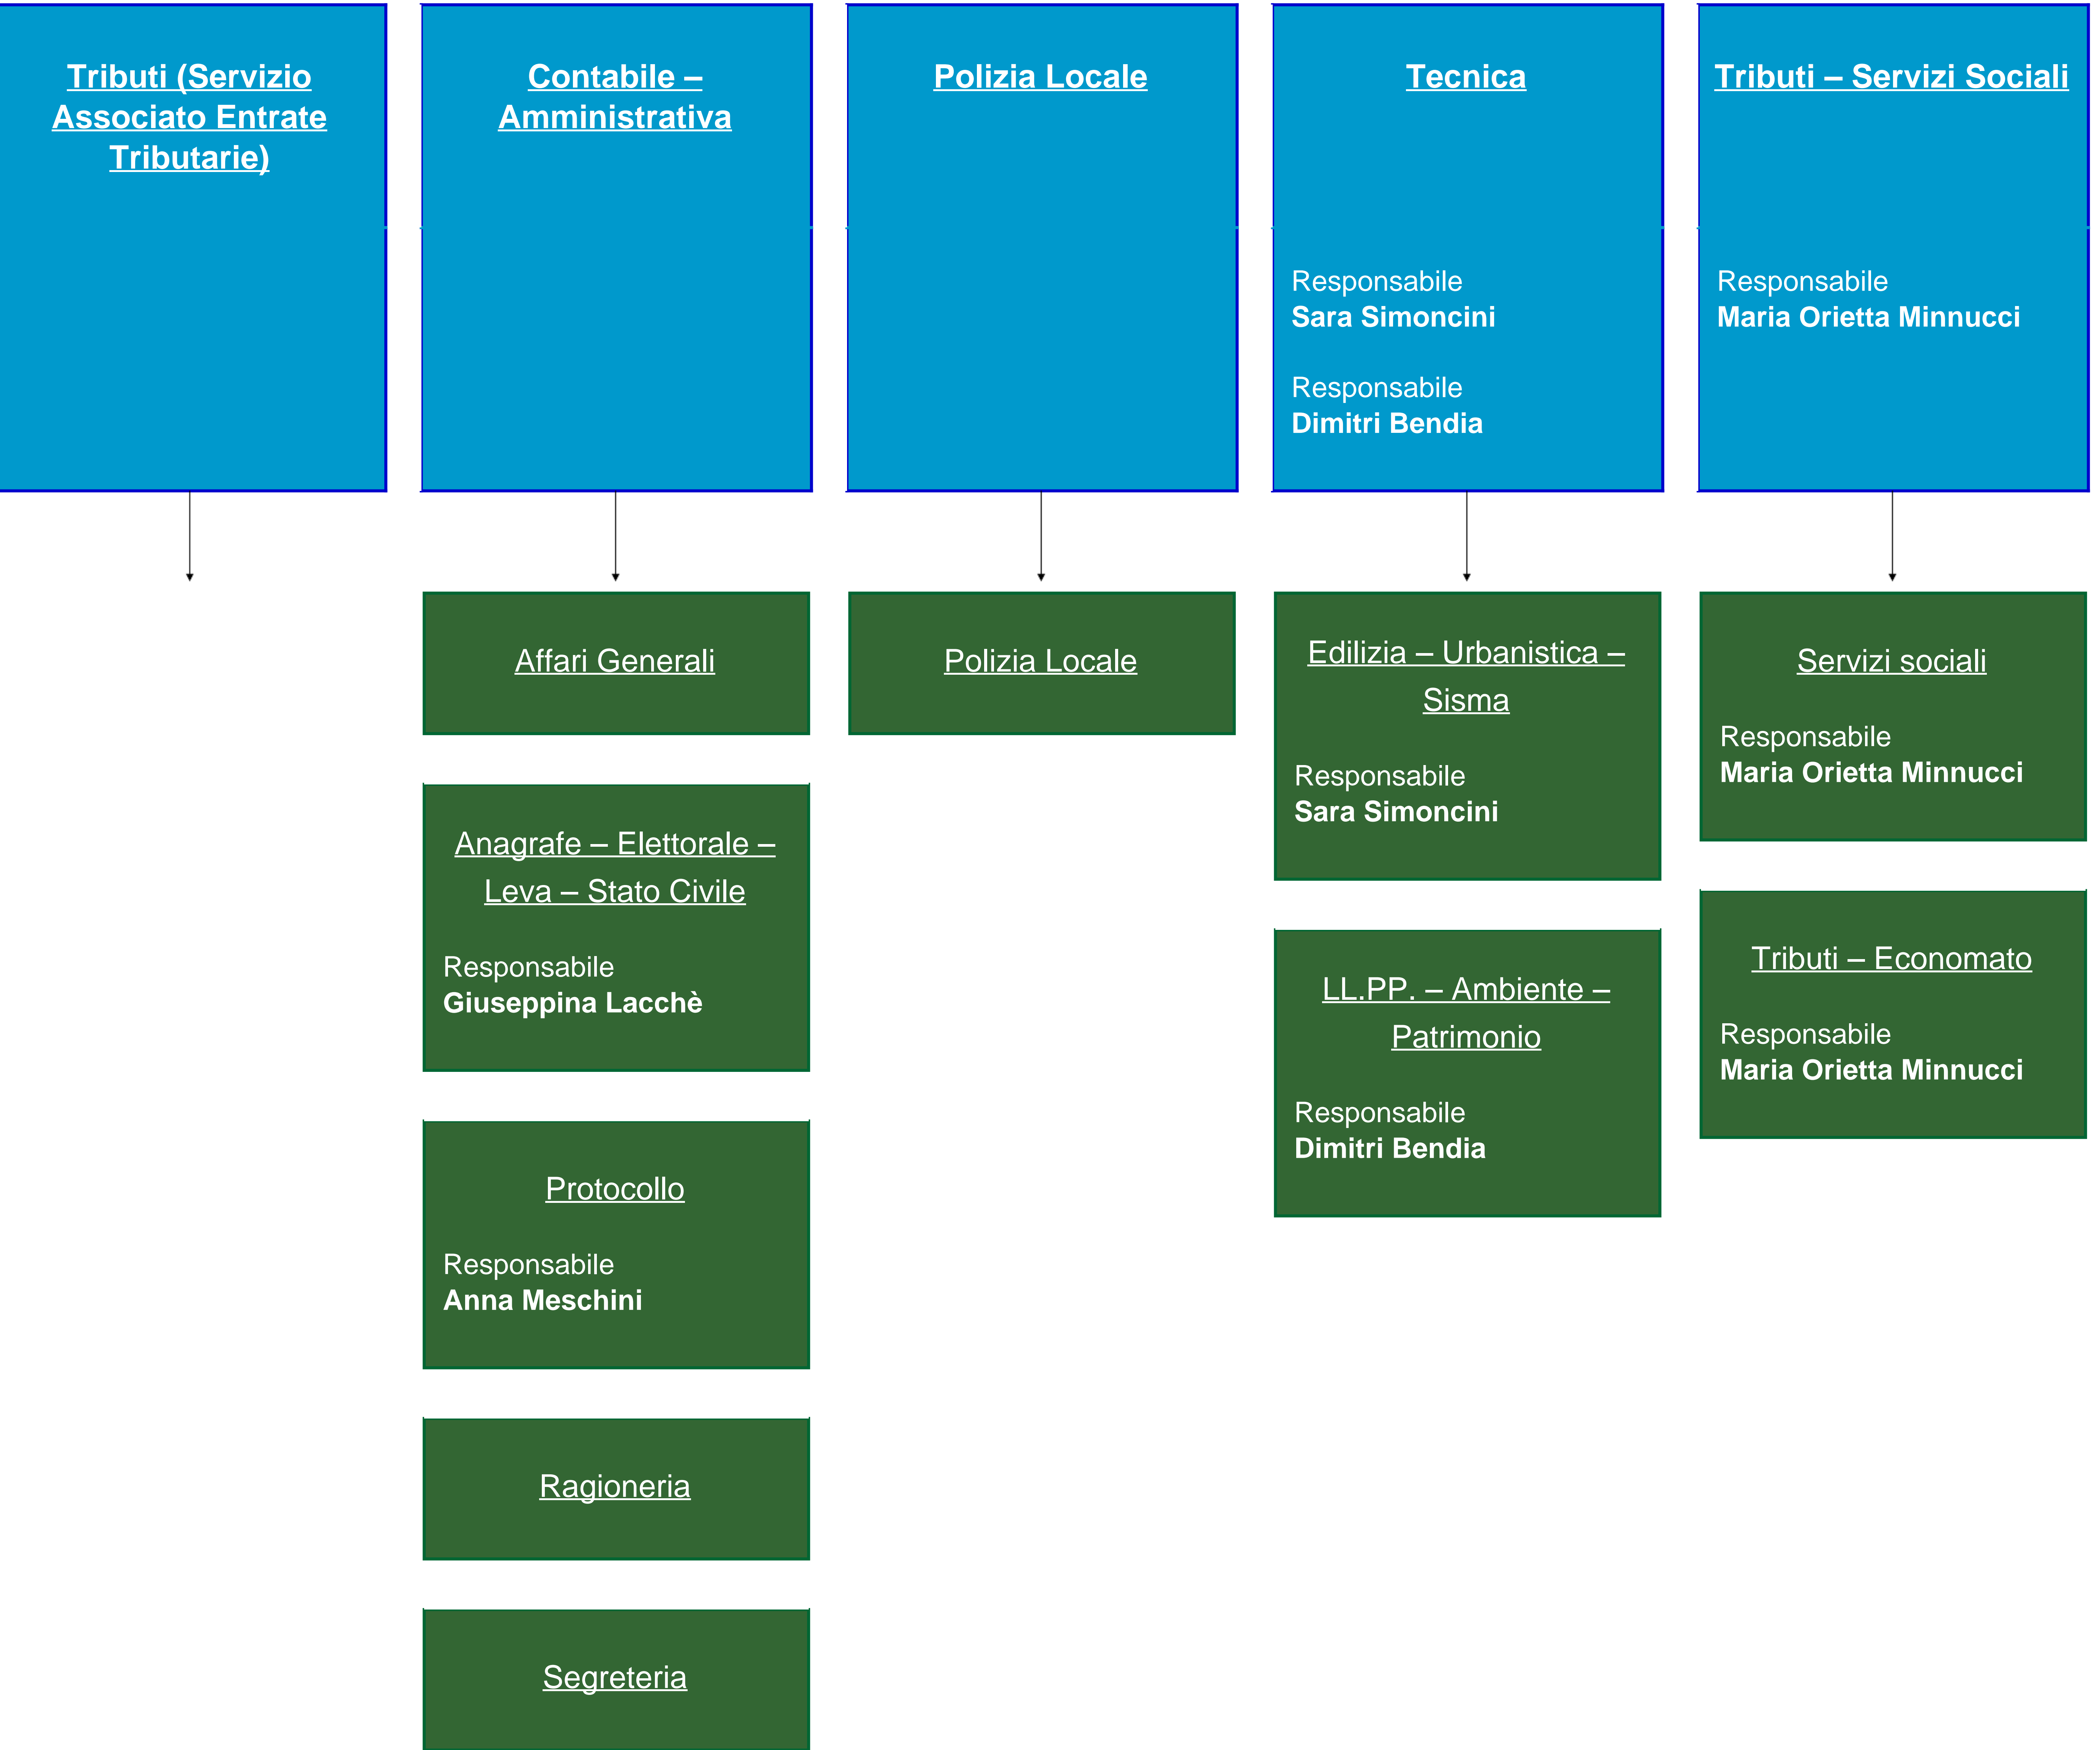 Tributi (Servizio
Associato Entrate
Tributarie)
Contabile –
Amministrativa
Polizia Locale
Tecnica
Responsabile
Sara Simoncini
Responsabile
Dimitri Bendia
Tributi – Servizi Sociali
Responsabile
Maria Orietta Minnucci
Affari Generali
Anagrafe – Elettorale –
Leva – Stato Civile
Responsabile
Giuseppina Lacchè
Protocollo
Responsabile
Anna Meschini
Ragioneria
Segreteria
Polizia Locale
Edilizia – Urbanistica –
Sisma
Responsabile
Sara Simoncini
LL.PP. – Ambiente –
Patrimonio
Responsabile
Dimitri Bendia
Servizi sociali
Responsabile
Maria Orietta Minnucci
Tributi – Economato
Responsabile
Maria Orietta Minnucci